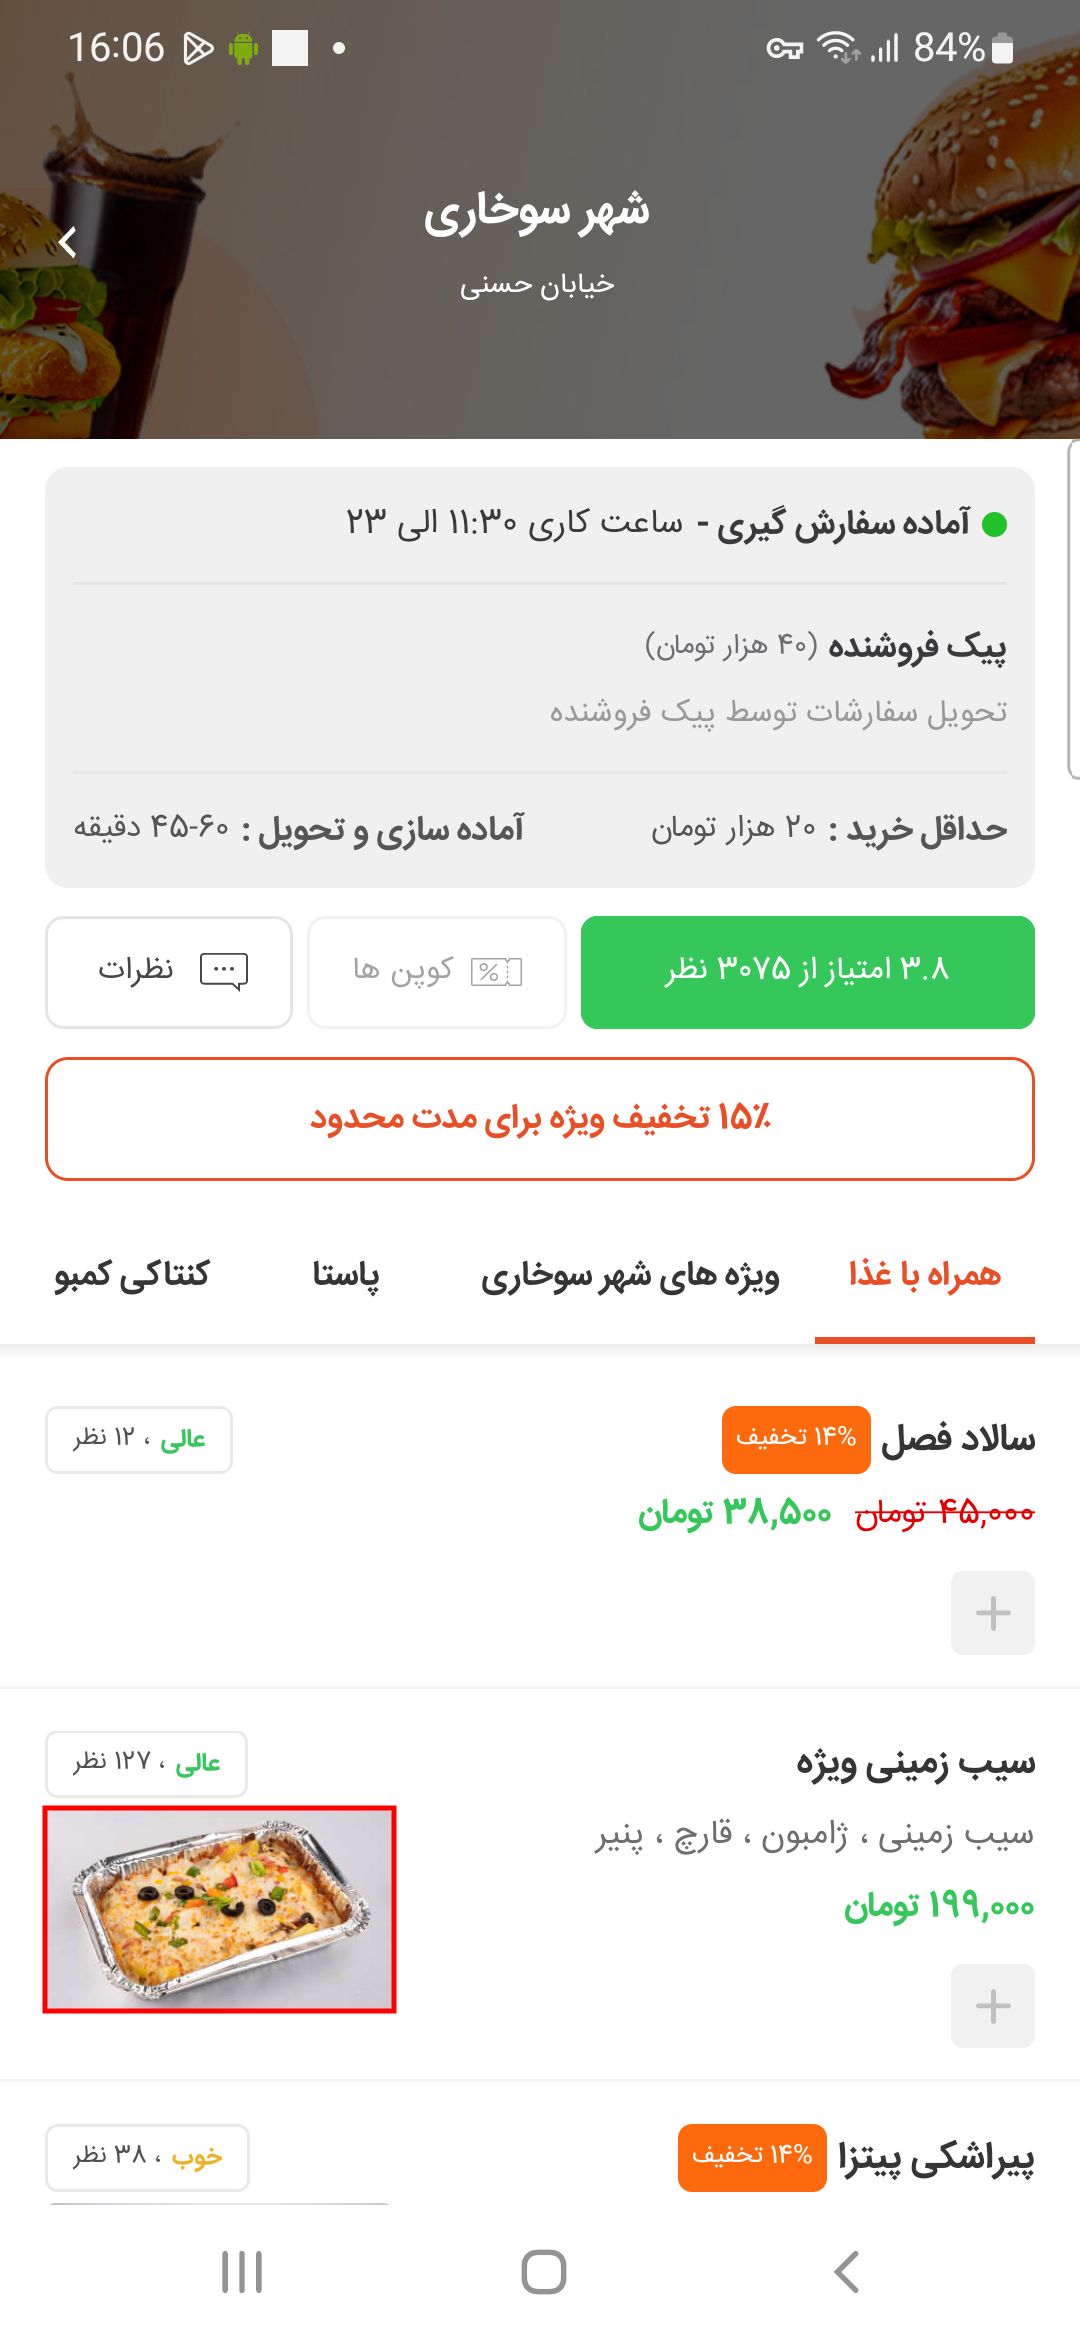 16:06 84%
شهر سوخاری
خیابان حسنی
آماده سفارش گیری - ساعت کاری ۱۱:۳۰ الی ۲۳
پیک فروشنده (۴۰ هزار تومان)
تحویل سفارشات توسط پیک فروشنده
حداقل خرید : ۲۰ هزار تومان آماده سازی و تحویل : ۶۰-۴۵ دقیقه
۳.۸ امتیاز از ۳۰۷۵ نظر کوپن ها نظرات
۱۵٪ تخفیف ویژه برای مدت محدود
همراه با غذا ویژه های شهر سوخاری پاستا کنتاکی کمبو
سالاد فصل ۱۴% تخفیف عالی ، ۱۲ نظر
۴۵,۰۰۰ تومان ۳۸,۵۰۰ تومان
سیب زمینی ویژه عالی ، ۱۲۷ نظر
سیب زمینی ، ژامبون ، قارچ ، پنیر
۱۹۹,۰۰۰ تومان
پیراشکی پیتزا ۱۴% تخفیف خوب ، ۳۸ نظر